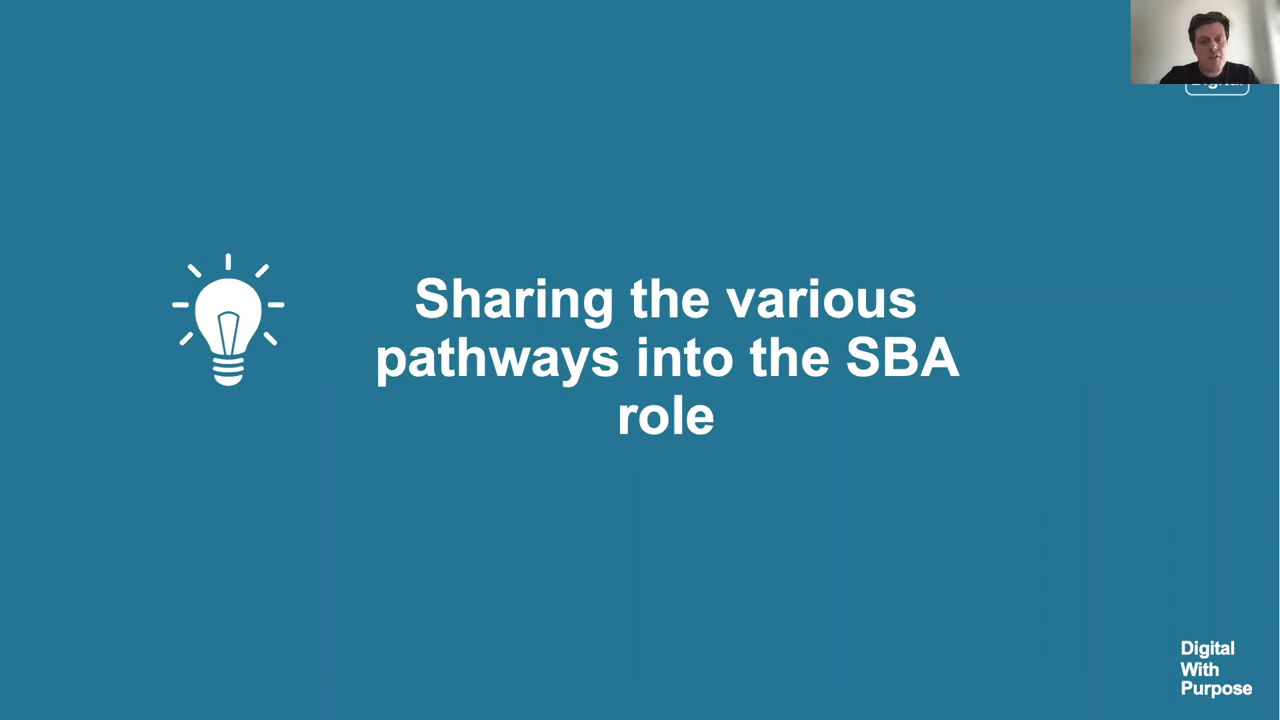 Sharing the various
pathways into the SBA
role
Digital
With
Purpose